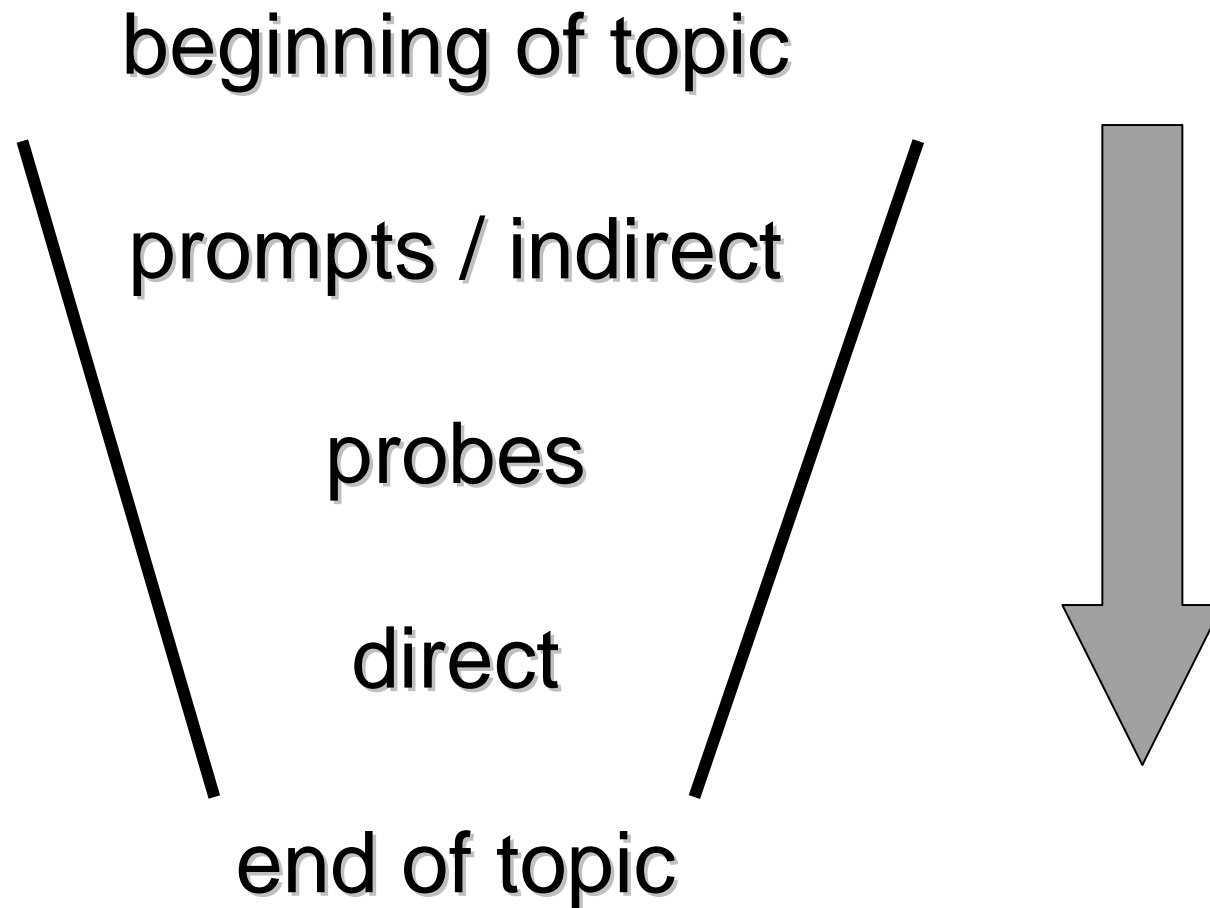 beginning of topic
prompts / indirect
probes
direct
end of topic